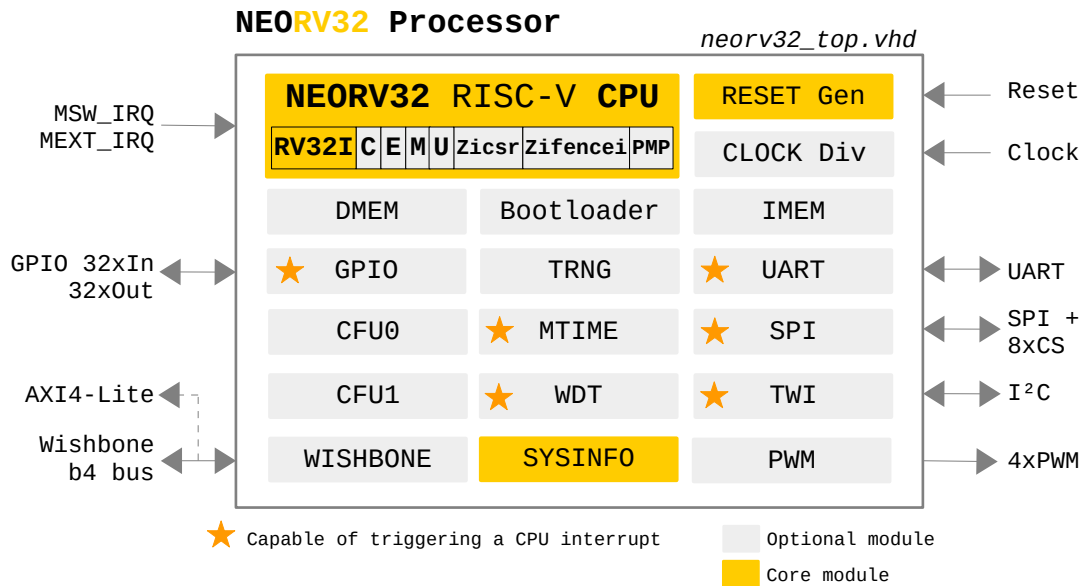 NEORV32 Processor
neorv32_top.vhd
MSW_IRQ
MEXT_IRQ
NEORV32 RISC-V CPU
RV32I C E M U Zicsr Zifencei PMP
RESET Gen
Reset
CLOCK Div
Clock
DMEM
Bootloader
IMEM
GPIO 32xIn
32xOut
GPIO
TRNG
UART
UART
CFU0
MTIME
SPI
SPI +
8xCS
AXI4-Lite
CFU1
WDT
TWI
I²C
Wishbone
b4 bus
WISHBONE
SYSINFO
PWM
4xPWM
Capable of triggering a CPU interrupt
Optional module
Core module